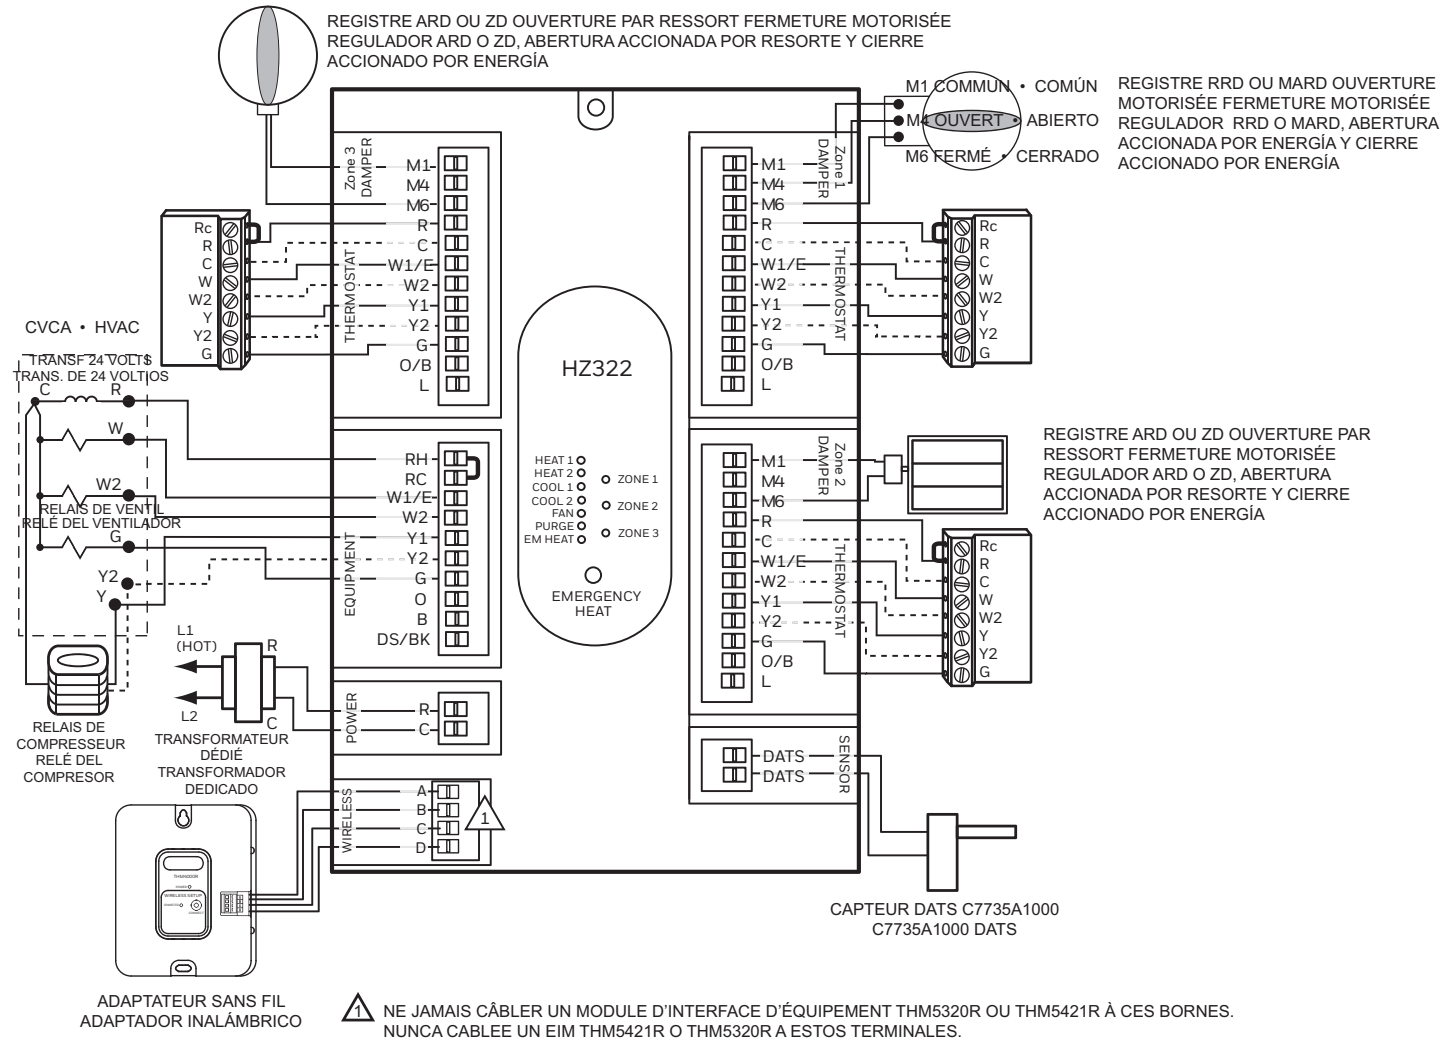 REGISTRE ARD OU ZD OUVERTURE PAR RESSORT FERMETURE MOTORISÉE
REGULADOR ARD O ZD, ABERTURA ACCIONADA POR RESORTE Y CIERRE
ACCIONADO POR ENERGÍA
M1 COMMUN • COMÚN
M4 OUVERT • ABIERTO
M6 FERMÉ • CERRADO
REGISTRE RRD OU MARD OUVERTURE
MOTORISÉE FERMETURE MOTORISÉE
REGULADOR RRD O MARD, ABERTURA
ACCIONADA POR ENERGÍA Y CIERRE
ACCIONADO POR ENERGÍA
Zone 3
DAMPER
M1
M4
M6
THERMOSTAT
R
C
W1/E
W2
Y1
Y2
G
O/B
L
Rc
R
C
W
W2
Y
Y2
G
Zone 1
DAMPER
M1
M4
M6
THERMOSTAT
R
C
W1/E
W2
Y1
Y2
G
O/B
L
Rc
R
C
W
W2
Y
Y2
G
CVCA • HVAC
TRANSF 24 VOLTS
TRANS. DE 24 VOLTIOS
C
R
W
W2
RELAIS DE VENTIL
RELÉ DEL VENTILADOR
G
Y2
Y
RELAIS DE
COMPRESSEUR
RELÉ DEL
COMPRESOR
EQUIPMENT
RH
RC
W1/E
W2
Y1
Y2
G
O
B
DS/BK
HZ322
HEAT 1
HEAT 2
COOL 1
COOL 2
FAN
PURGE
EM HEAT
ZONE 1
ZONE 2
ZONE 3
EMERGENCY
HEAT
Zone 2
DAMPER
M1
M4
M6
THERMOSTAT
R
C
W1/E
W2
Y1
Y2
G
O/B
L
REGISTRE ARD OU ZD OUVERTURE PAR
RESSORT FERMETURE MOTORISÉE
REGULADOR ARD O ZD, ABERTURA
ACCIONADA POR RESORTE Y CIERRE
ACCIONADO POR ENERGÍA
Rc
R
C
W
W2
Y
Y2
G
L1
(HOT)
L2
R
C
TRANSFORMATEUR
DÉDIÉ
TRANSFORMADOR
DEDICADO
POWER
R
C
SENSOR
DATS
DATS
WIRELESS
A
B
C
D
1
THM5000R
WIRELESS SETUP
CAPTEUR DATS C7735A1000
C7735A1000 DATS
ADAPTATEUR SANS FIL
ADAPTADOR INALÁMBRICO
1 NE JAMAIS CÂBLER UN MODULE D’INTERFACE D’ÉQUIPEMENT THM5320R OU THM5421R À CES BORNES.
NUNCA CABLEE UN EIM THM5421R O THM5320R A ESTOS TERMINALES.